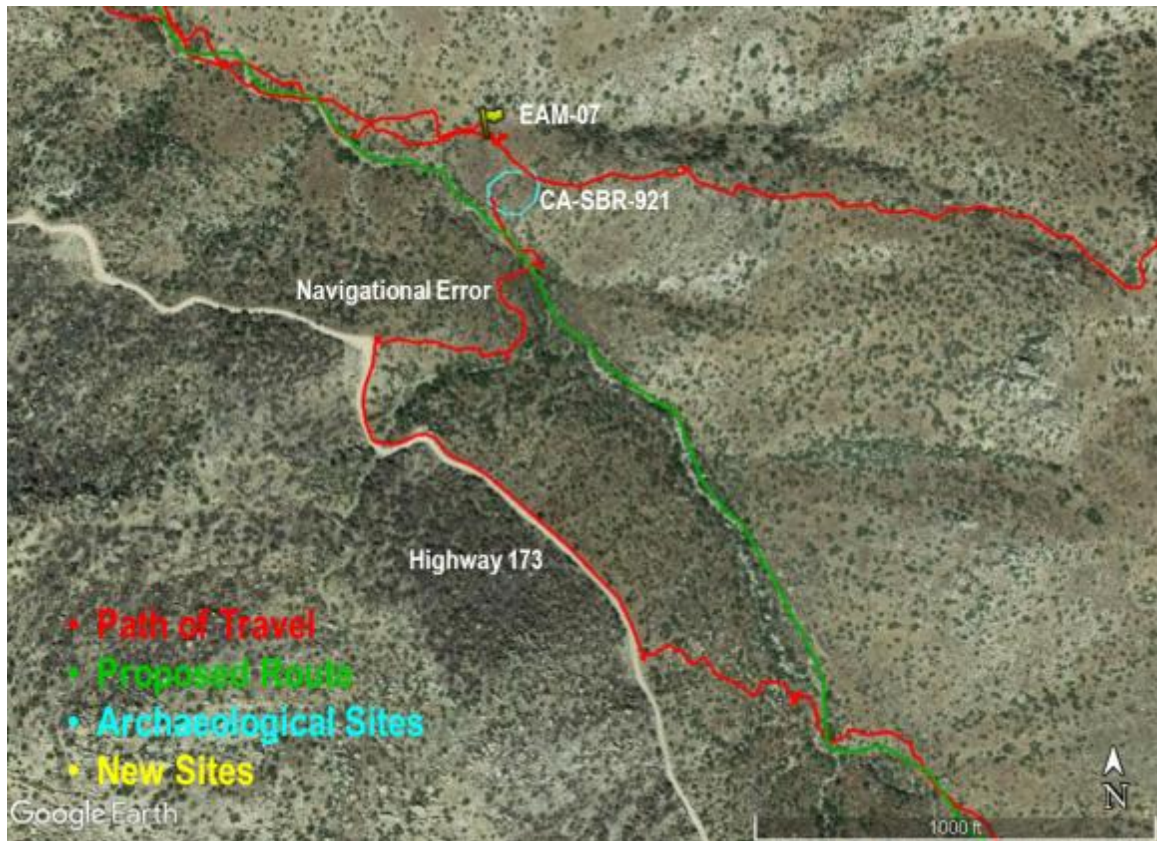 EAM-07
CA-SBR-921
Navigational Error
Highway 173
• Path of Travel
• Proposed Route
• Archaeological Sites
• New Sites
Google Earth
N
1000 ft